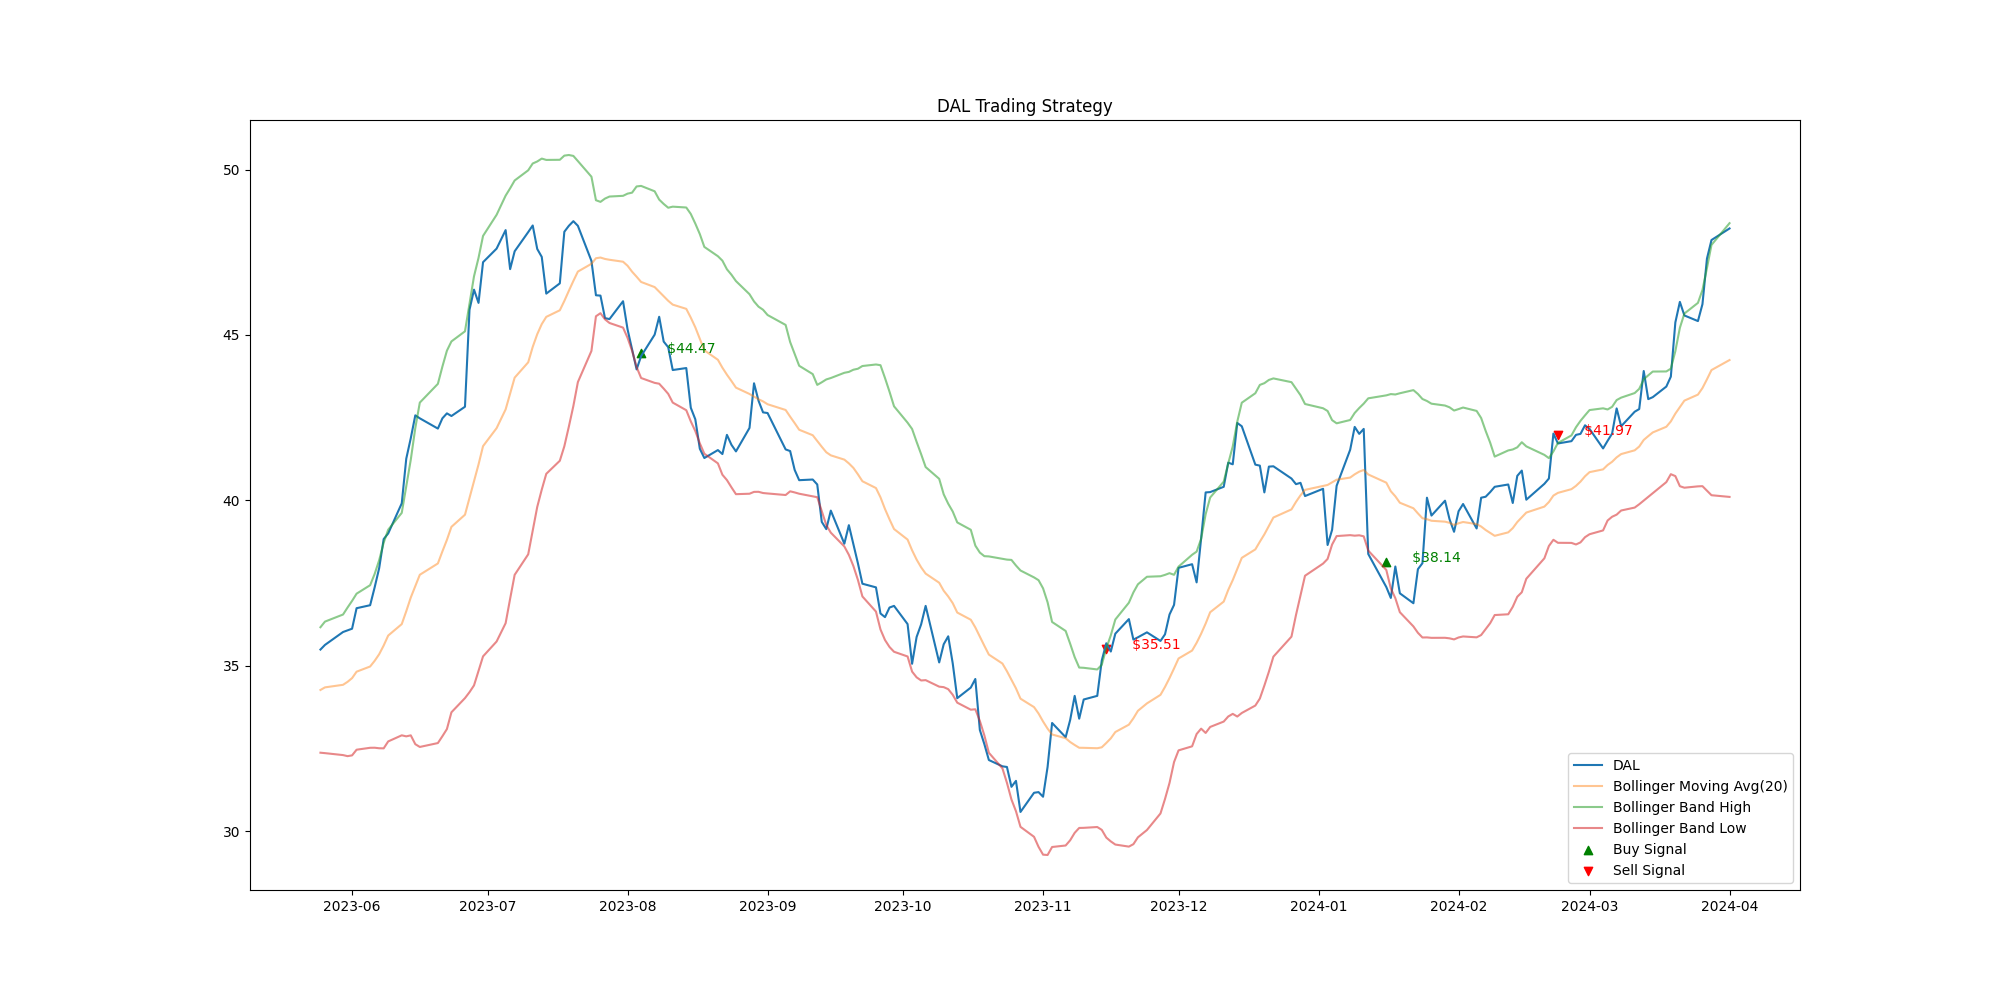 DAL Trading Strategy
50
45
40
35
30
$44.47
$41.97
$38.14
$35.51
DAL
Bollinger Moving Avg(20)
Bollinger Band High
Bollinger Band Low
Buy Signal
Sell Signal
2023-06
2023-07
2023-08
2023-09
2023-10
2023-11
2023-12
2024-01
2024-02
2024-03
2024-04